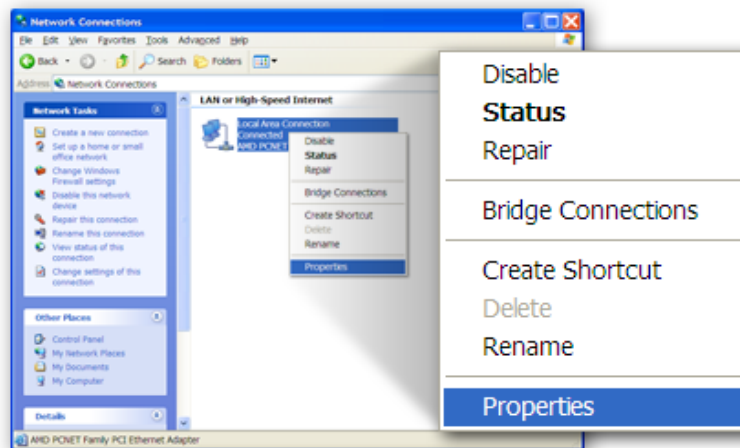 Network Connections
File Edit View Favorites Tools Advanced Help
Back Search Folders
Address Network Connections
Network Tasks
Create a new connection
Set up a home or small
office network
Change Windows
Firewall settings
Disable this network
device
Repair this connection
Rename this connection
View status of this
connection
Change settings of this
connection
Other Places
Control Panel
My Network Places
My Documents
My Computer
Details
LAN or High-Speed Internet
Local Area Connection
Connected
AMD PCNET
Disable
Status
Repair
Bridge Connections
Create Shortcut
Delete
Rename
Properties
Disable
Status
Repair
Bridge Connections
Create Shortcut
Delete
Rename
Properties
AMD PCNET Family PCI Ethernet Adapter